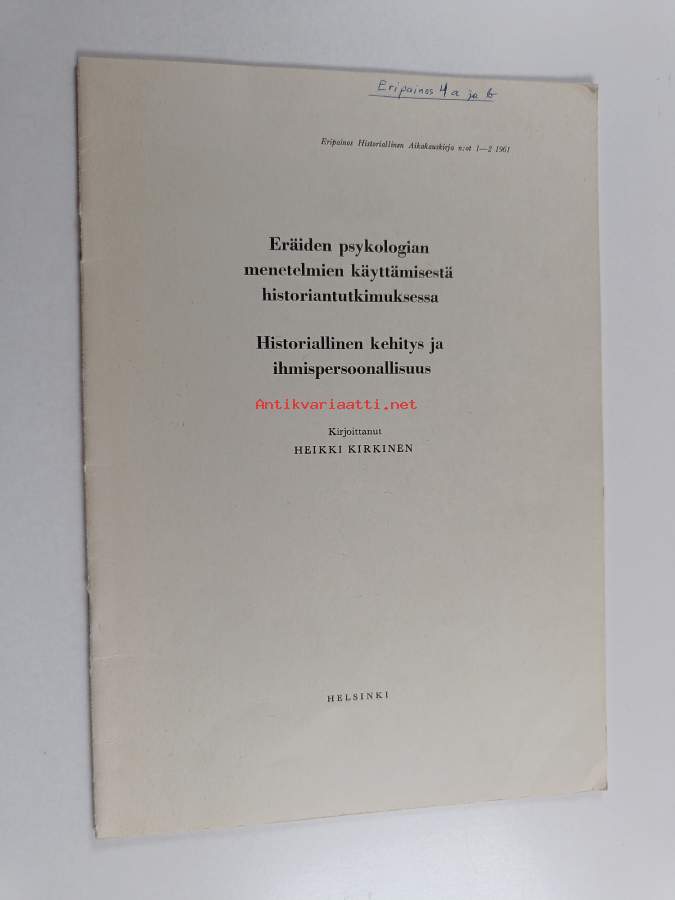 Eripainos 4 a ja b
Eripainos Historiallinen Aikakauskirja n:ot 1—2 1961
Eräiden psykologian
menetelmien käyttämisestä
historiantutkimuksessa
Historiallinen kehitys ja
ihmispersoonallisuus
Antikvariaatti.net
Kirjoittanut
HEIKKI KIRKINEN
HELSINKI